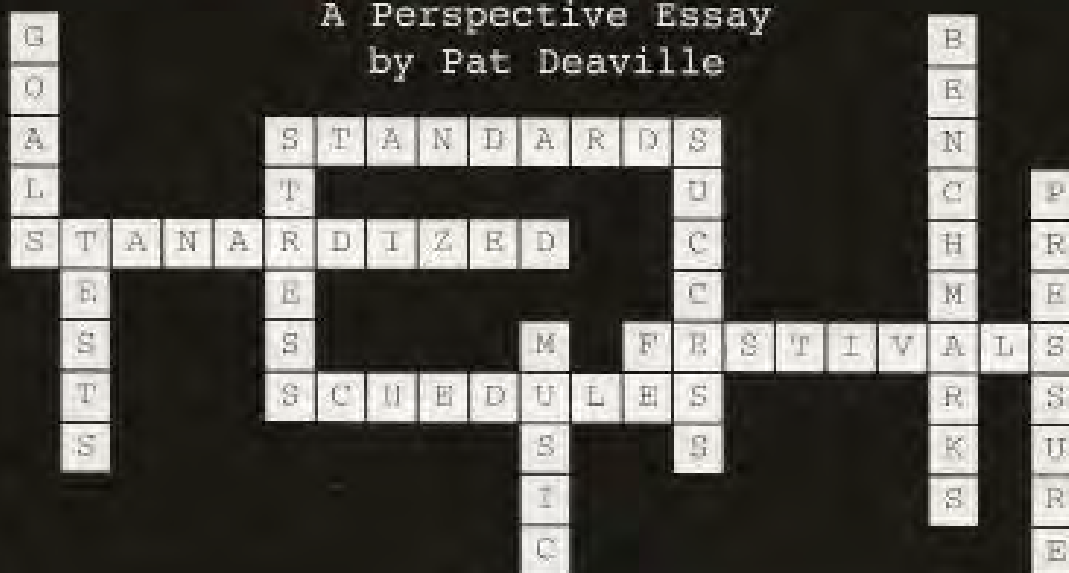 A Perspective Essay
by Pat Deaville
GOALS
BENCHMARKS
STANDARDS
STRESS
SUCCESS
PRESSURE
STANARDIZED
TESTS
MUSIC
FESTIVALS
SCHEDULES